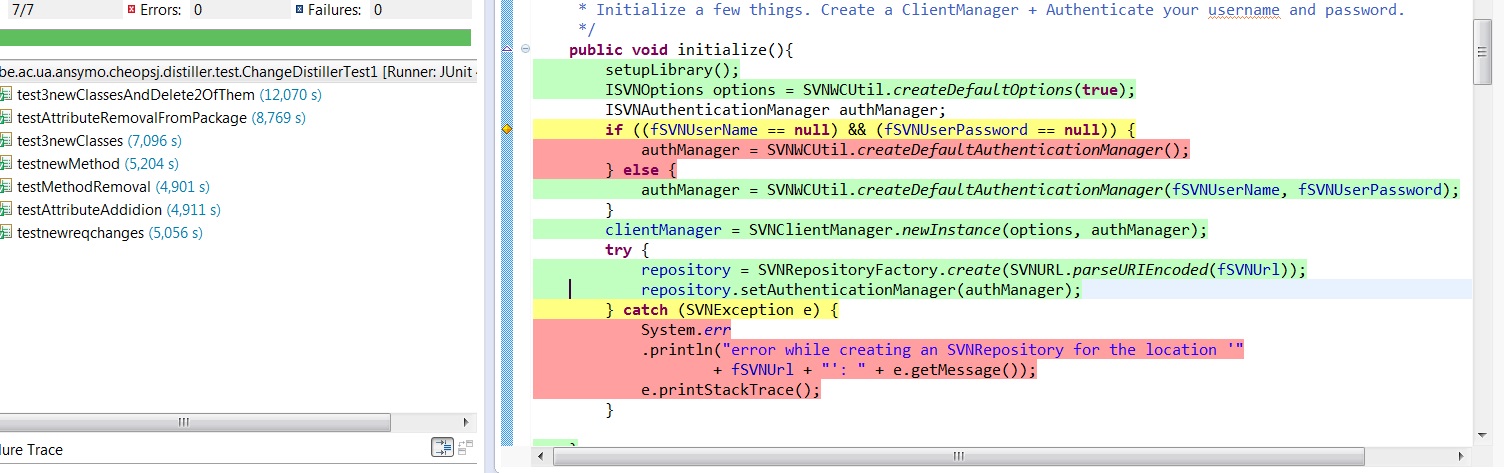 7/7
Errors: 0
Failures: 0
be.ac.ua.ansymo.cheopsj.distiller.test.ChangeDistillerTest1 [Runner: JUnit
test3newClassesAndDelete2OfThem (12,070 s)
testAttributeRemovalFromPackage (8,769 s)
test3newClasses (7,096 s)
testnewMethod (5,204 s)
testMethodRemoval (4,901 s)
testAttributeAddidion (4,911 s)
testnewreqchanges (5,056 s)
lure Trace
* Initialize a few things. Create a ClientManager + Authenticate your username and password.
*/
public void initialize(){
setupLibrary();
ISVNOptions options = SVNWCUtil.createDefaultOptions(true);
ISVNAuthenticationManager authManager;
if ((fSVNUserName == null) && (fSVNUserPassword == null)) {
authManager = SVNWCUtil.createDefaultAuthenticationManager();
} else {
authManager = SVNWCUtil.createDefaultAuthenticationManager(fSVNUserName, fSVNUserPassword);
}
clientManager = SVNClientManager.newInstance(options, authManager);
try {
repository = SVNRepositoryFactory.create(SVNURL.parseURIEncoded(fSVNUrl));
repository.setAuthenticationManager(authManager);
} catch (SVNException e) {
System.err
.println("error while creating an SVNRepository for the location '"
+ fSVNUrl + "': " + e.getMessage());
e.printStackTrace();
}